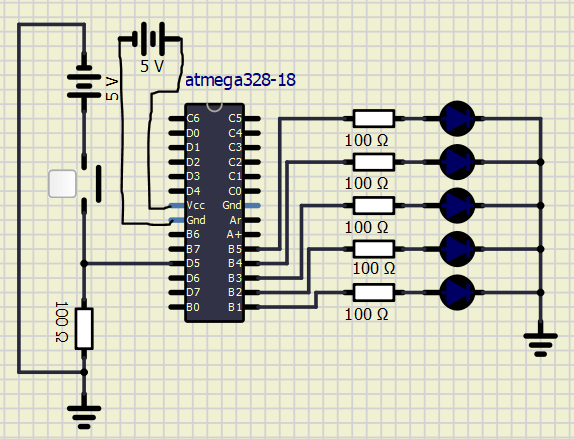 5 V
5 V
atmega328-18
C6 C5
D0 C4
D1 C3
D2 C2
D3 C1
D4 C0
Vcc Gnd
Gnd Ar
B6 A+
B7 B5
D5 B4
D6 B3
D7 B2
B0 B1
100 Ω
100 Ω
100 Ω
100 Ω
100 Ω
100 Ω